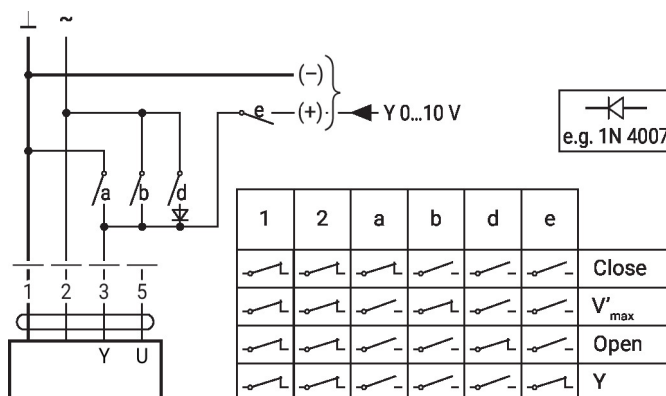 ⊥ ~
(−)
e (+) Y 0...10 V
e.g. 1N 4007
a b d
1 2 a b d e
Close
V'max
Open
Y
1 2 3 5
Y U